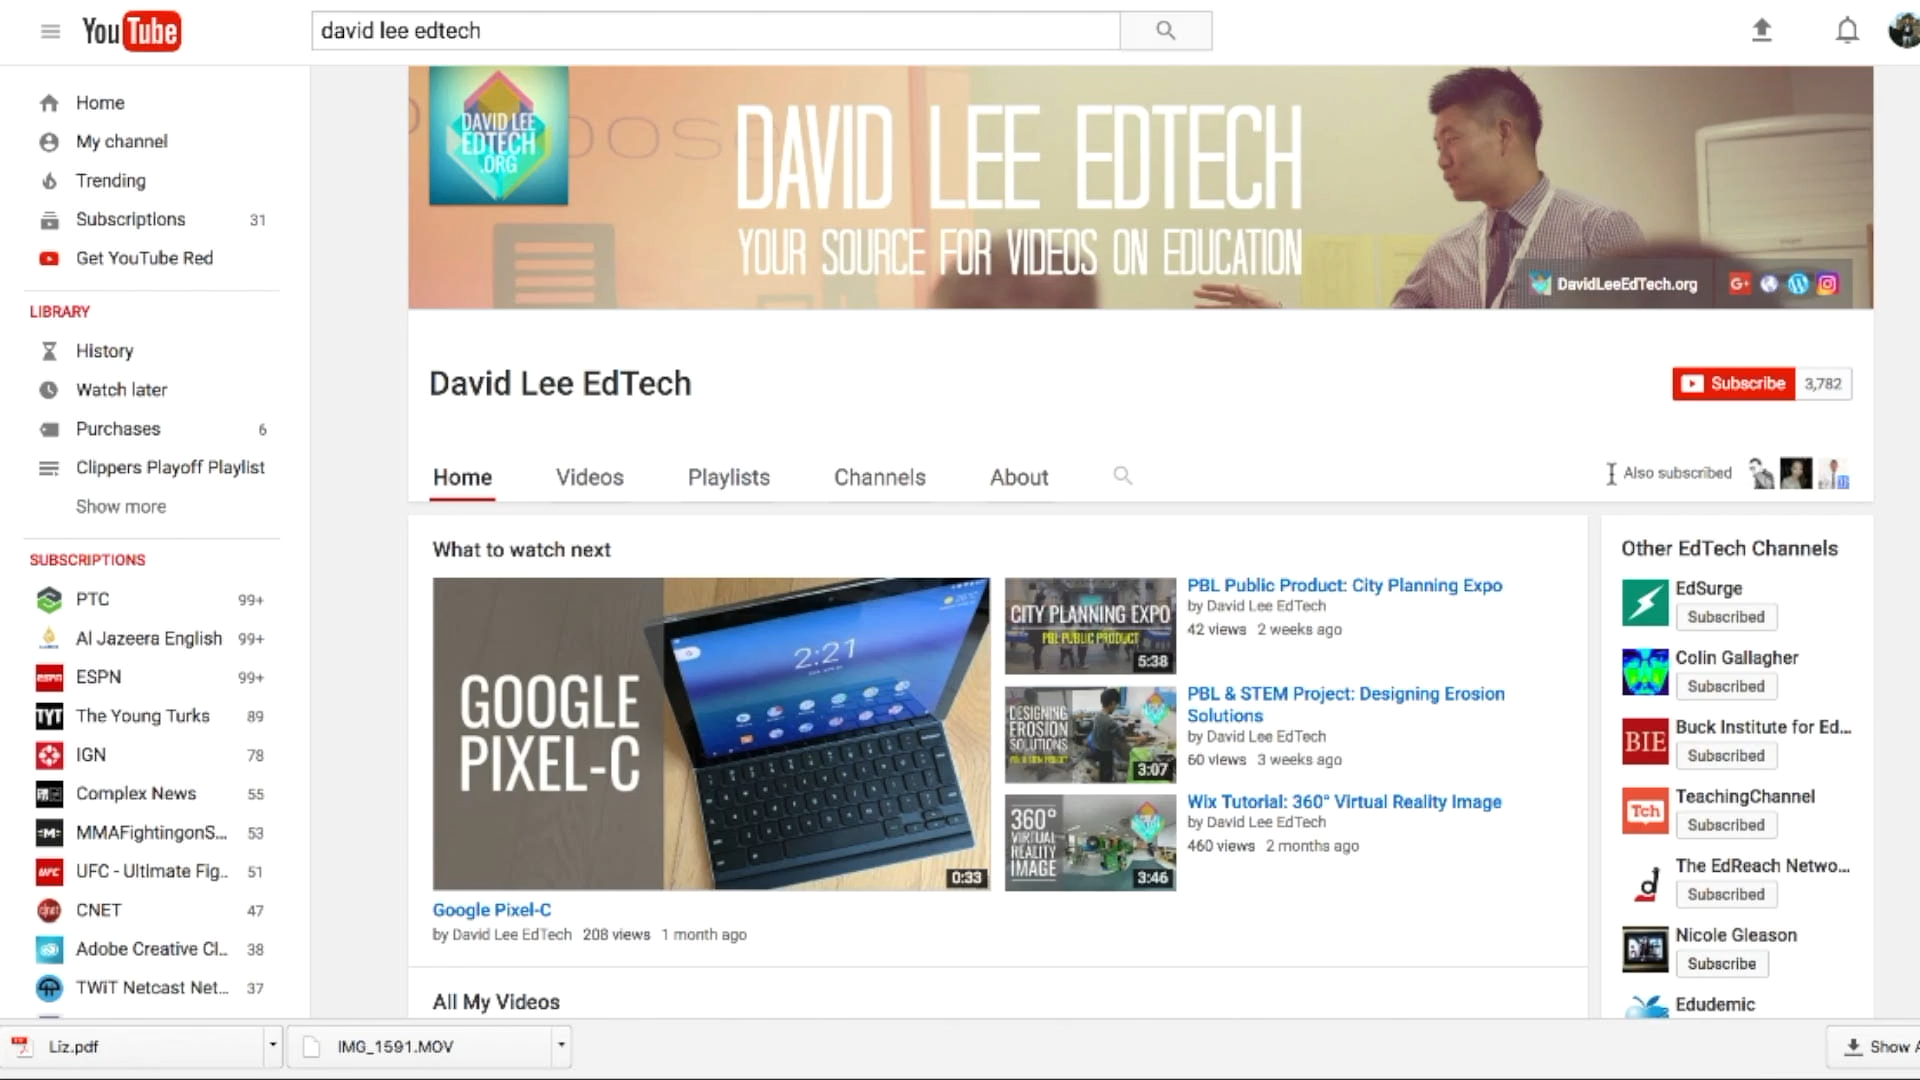 YouTube
david lee edtech
Home
My channel
Trending
Subscriptions 31
Get YouTube Red
LIBRARY
History
Watch later
Purchases 6
Clippers Playoff Playlist
Show more
SUBSCRIPTIONS
PTC 99+
Al Jazeera English 99+
ESPN 99+
The Young Turks 89
IGN 78
Complex News 55
MMAFightingonS... 53
UFC - Ultimate Fig... 51
CNET 47
Adobe Creative Cl... 38
TWiT Netcast Net... 37
DAVID LEE
EDTECH
.ORG
DAVID LEE EDTECH
YOUR SOURCE FOR VIDEOS ON EDUCATION
DavidLeeEdTech.org
David Lee EdTech
Subscribe 3,782
Home Videos Playlists Channels About
Also subscribed
What to watch next
GOOGLE
PIXEL-C
2:21
0:33
Google Pixel-C
by David Lee EdTech 208 views 1 month ago
CITY PLANNING EXPO
PBL PUBLIC PRODUCT
5:38
PBL Public Product: City Planning Expo
by David Lee EdTech
42 views 2 weeks ago
DESIGNING
EROSION
SOLUTIONS
PBL & STEM PROJECT
3:07
PBL & STEM Project: Designing Erosion
Solutions
by David Lee EdTech
60 views 3 weeks ago
360°
VIRTUAL
REALITY
IMAGE
3:46
Wix Tutorial: 360° Virtual Reality Image
by David Lee EdTech
460 views 2 months ago
All My Videos
Other EdTech Channels
EdSurge
Subscribed
Colin Gallagher
Subscribed
BIE
Buck Institute for Ed...
Subscribed
Tch
TeachingChannel
Subscribed
The EdReach Netwo...
Subscribed
Nicole Gleason
Subscribe
Edudemic
Liz.pdf
IMG_1591.MOV
Show A